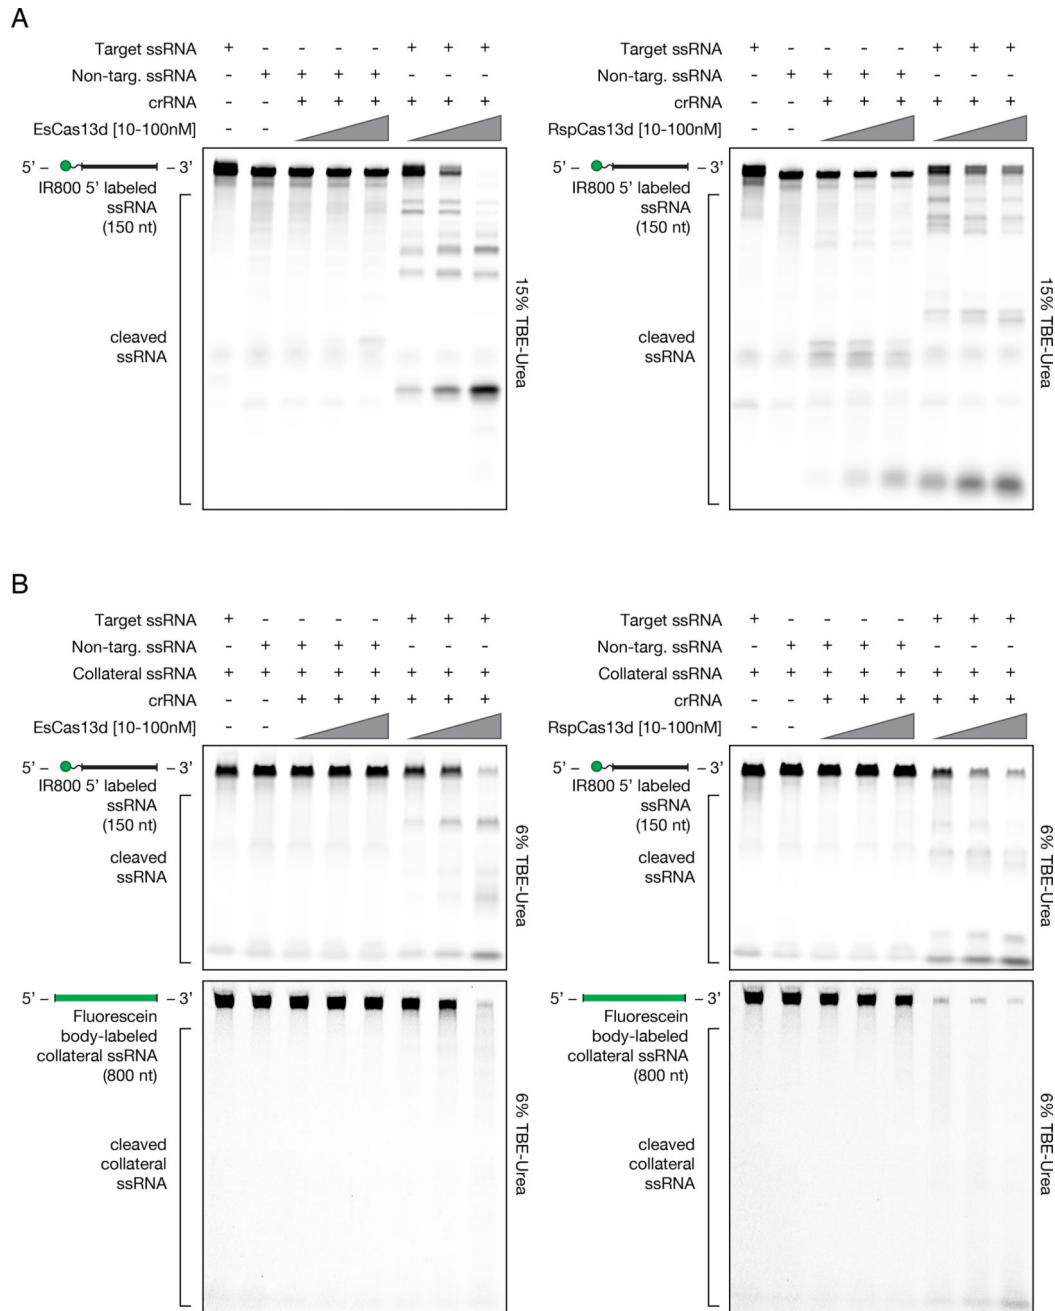 A
Target ssRNA + - - - - + + +
Non-targ. ssRNA - + + + + - - -
crRNA - - + + + + + +
EsCas13d [10-100nM] - -
5’ – – 3’
IR800 5’ labeled
ssRNA
(150 nt)
cleaved
ssRNA
15% TBE-Urea
Target ssRNA + - - - - + + +
Non-targ. ssRNA - + + + + - - -
crRNA - - + + + + + +
RspCas13d [10-100nM] - -
5’ – – 3’
IR800 5’ labeled
ssRNA
(150 nt)
cleaved
ssRNA
15% TBE-Urea
B
Target ssRNA + - - - - + + +
Non-targ. ssRNA - + + + + - - -
Collateral ssRNA + + + + + + + +
crRNA - - + + + + + +
EsCas13d [10-100nM] - -
5’ – – 3’
IR800 5’ labeled
ssRNA
(150 nt)
cleaved
ssRNA
6% TBE-Urea
5’ – – 3’
Fluorescein
body-labeled
collateral ssRNA
(800 nt)
cleaved
collateral
ssRNA
6% TBE-Urea
Target ssRNA + - - - - + + +
Non-targ. ssRNA - + + + + - - -
Collateral ssRNA + + + + + + + +
crRNA - - + + + + + +
RspCas13d [10-100nM] - -
5’ – – 3’
IR800 5’ labeled
ssRNA
(150 nt)
cleaved
ssRNA
6% TBE-Urea
5’ – – 3’
Fluorescein
body-labeled
collateral ssRNA
(800 nt)
cleaved
collateral
ssRNA
6% TBE-Urea